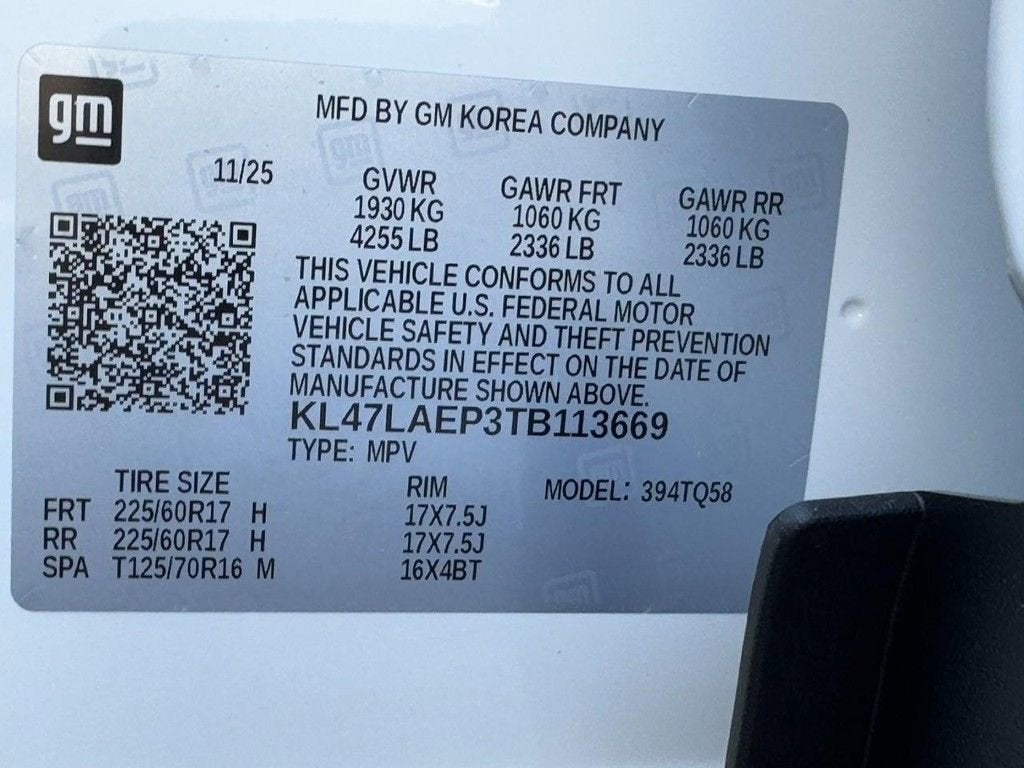 gm
MFD BY GM KOREA COMPANY
11/25
GVWR GAWR FRT GAWR RR
1930 KG 1060 KG 1060 KG
4255 LB 2336 LB 2336 LB
THIS VEHICLE CONFORMS TO ALL
APPLICABLE U.S. FEDERAL MOTOR
VEHICLE SAFETY AND THEFT PREVENTION
STANDARDS IN EFFECT ON THE DATE OF
MANUFACTURE SHOWN ABOVE.
KL47LAEP3TB113669
TYPE: MPV
TIRE SIZE RIM MODEL: 394TQ58
FRT 225/60R17 H 17X7.5J
RR 225/60R17 H 17X7.5J
SPA T125/70R16 M 16X4BT